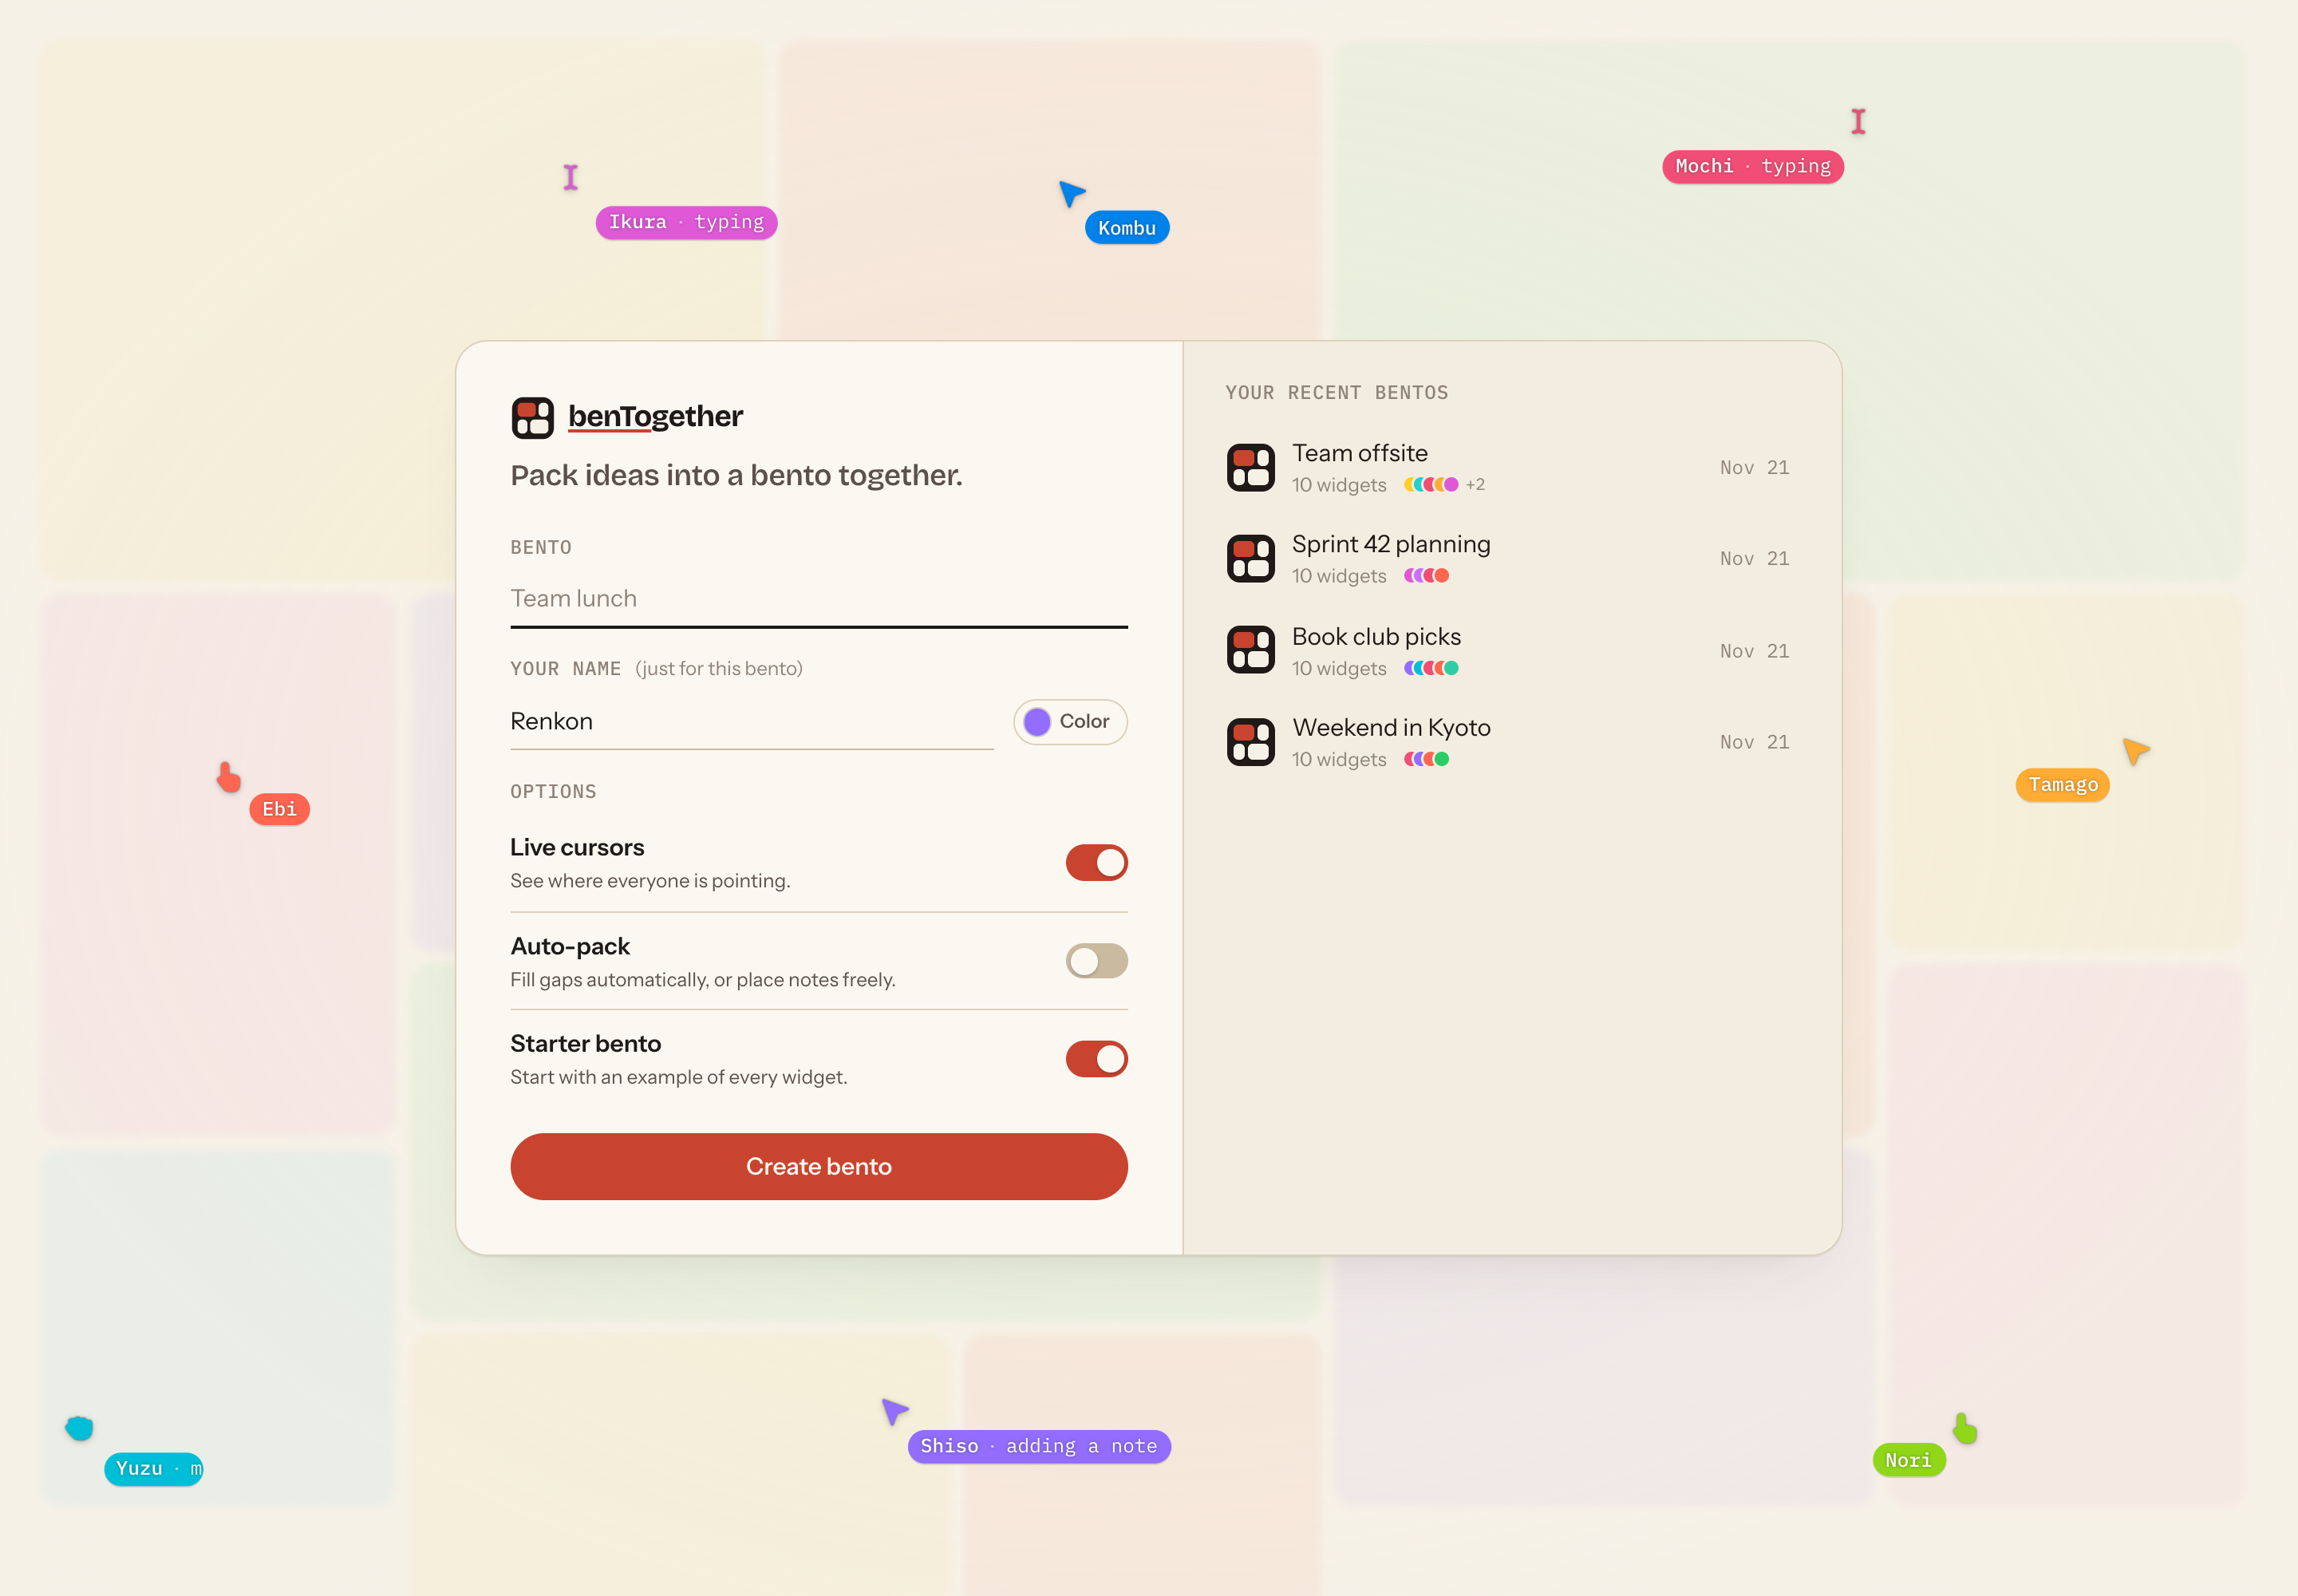 Ikura · typing
Kombu
Mochi · typing
benTogether
Pack ideas into a bento together.
BENTO
Team lunch
YOUR NAME (just for this bento)
Renkon
Color
OPTIONS
Live cursors
See where everyone is pointing.
Auto-pack
Fill gaps automatically, or place notes freely.
Starter bento
Start with an example of every widget.
Create bento
YOUR RECENT BENTOS
Team offsite
10 widgets +2
Nov 21
Sprint 42 planning
10 widgets
Nov 21
Book club picks
10 widgets
Nov 21
Weekend in Kyoto
10 widgets
Nov 21
Ebi
Tamago
Yuzu · m
Shiso · adding a note
Nori